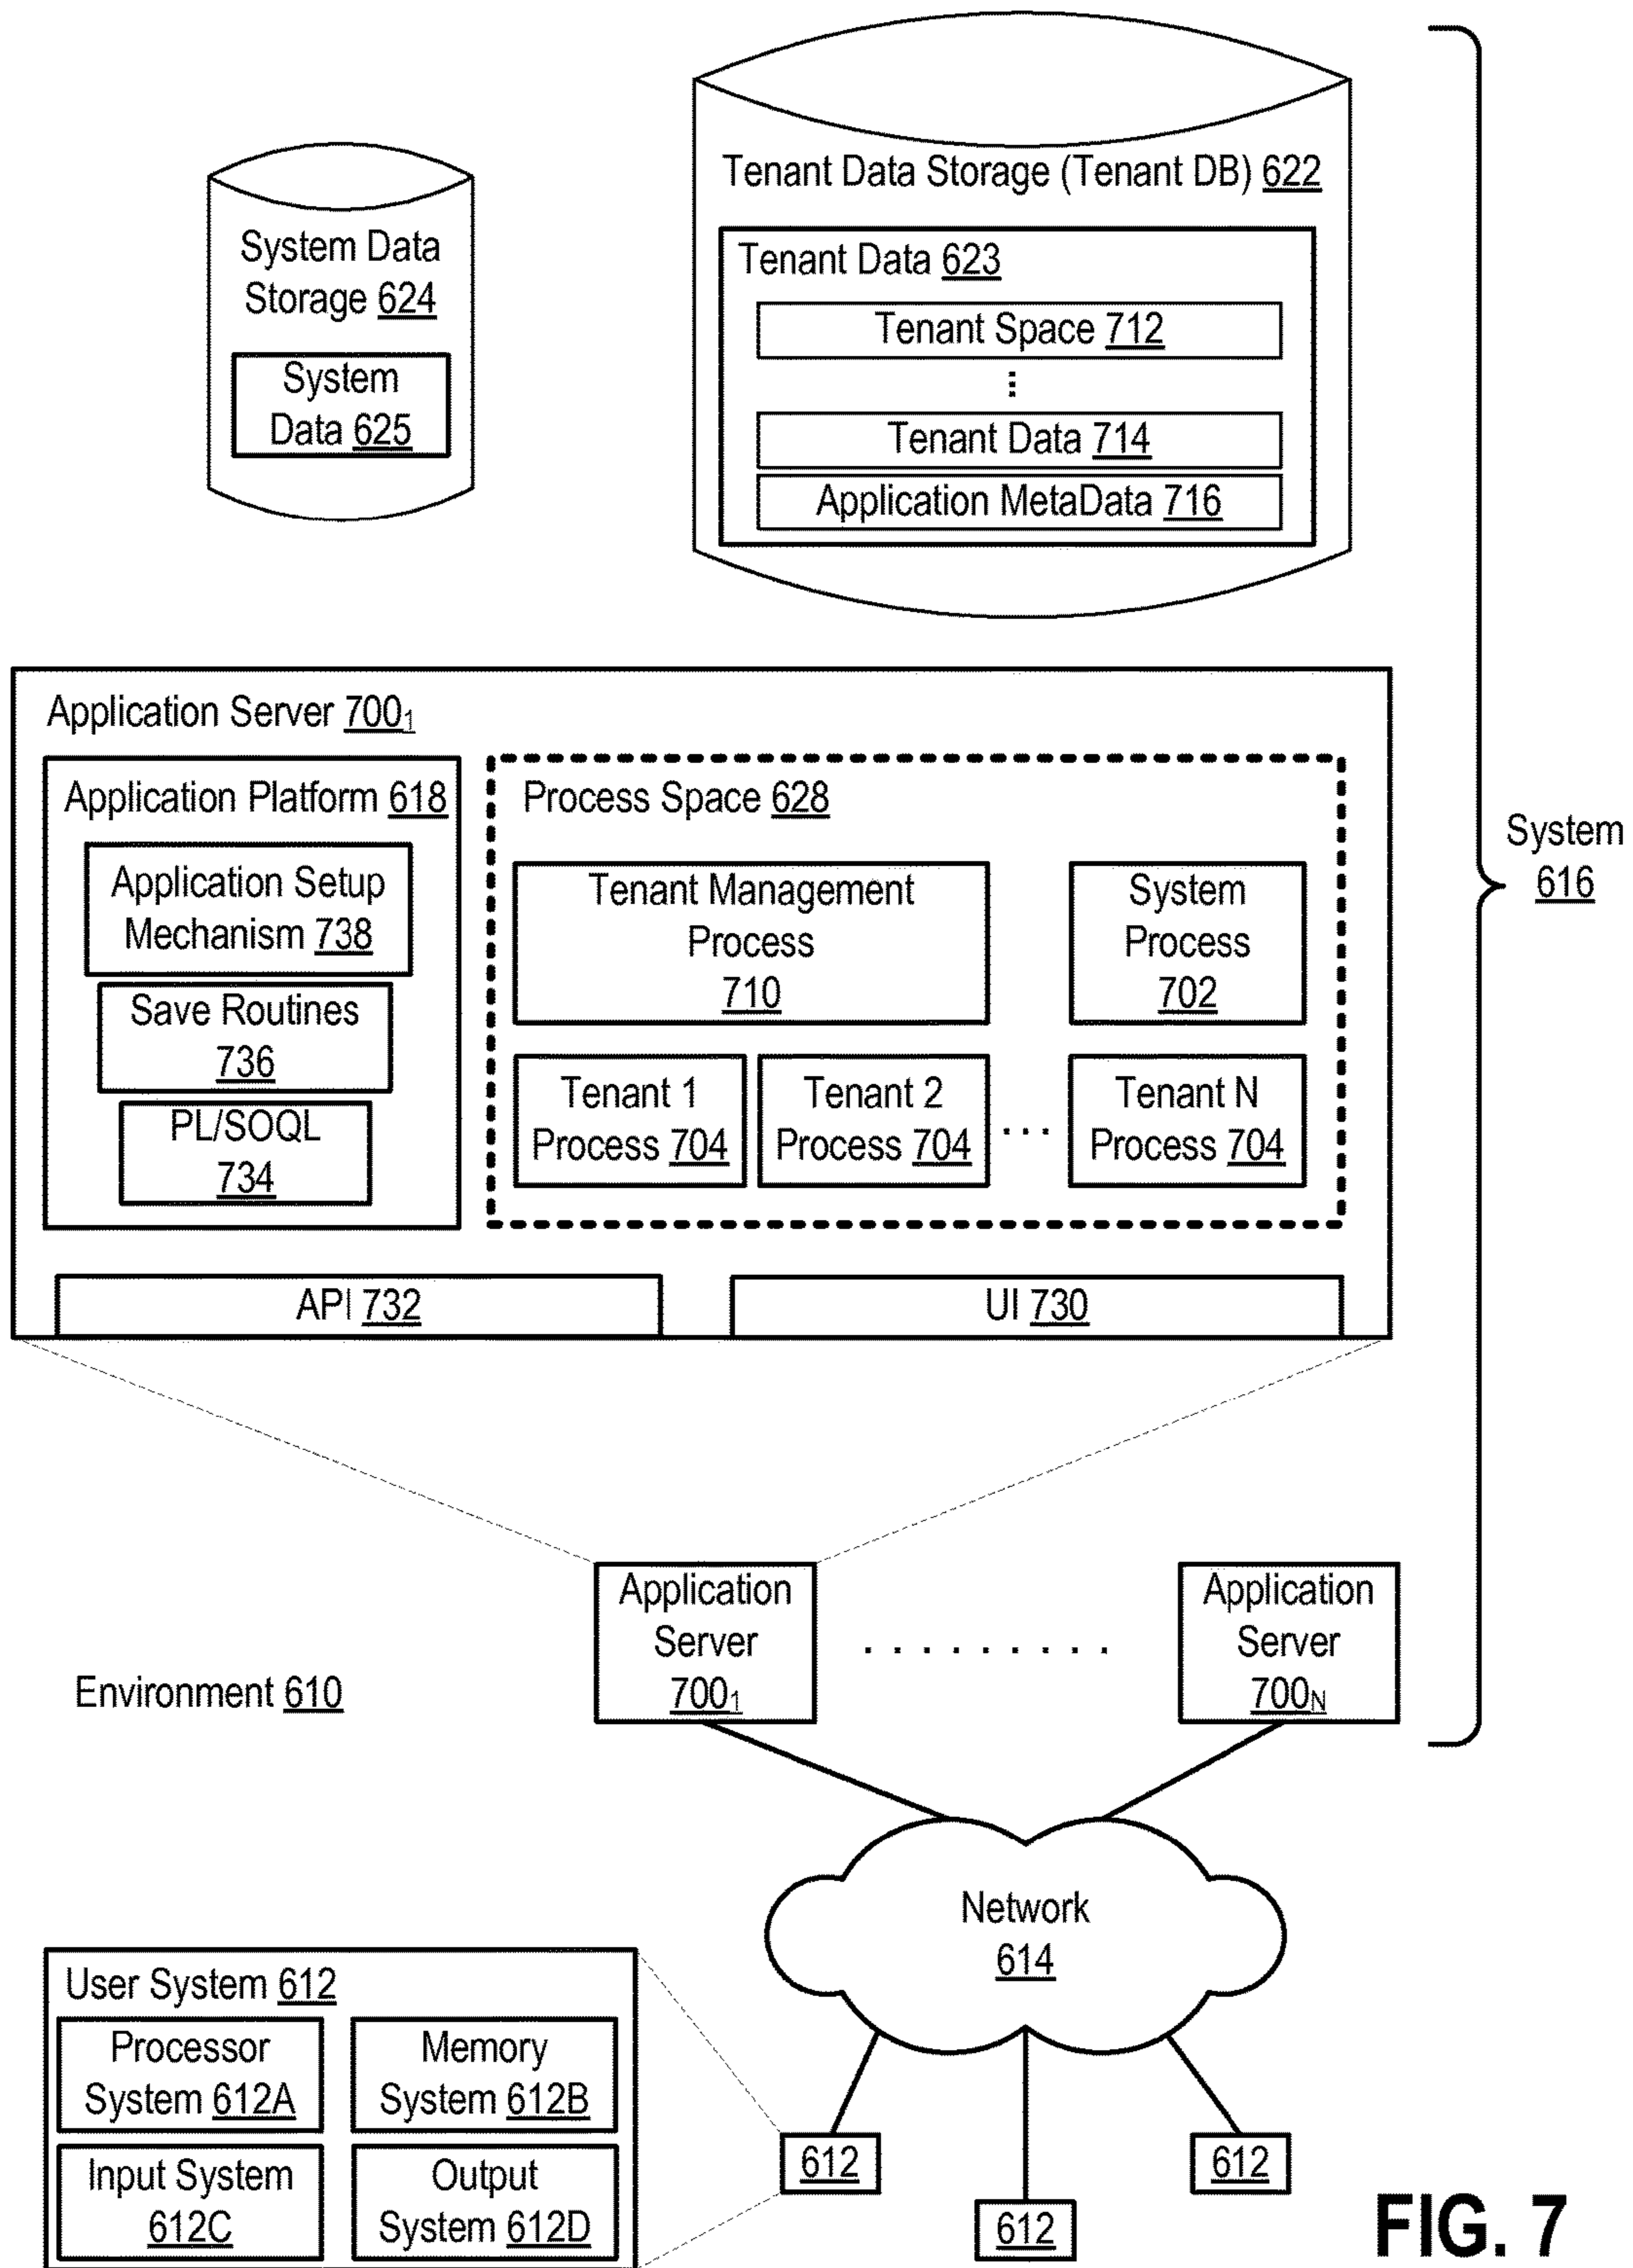 System Data
Storage 624
System
Data 625
Tenant Data Storage (Tenant DB) 622
Tenant Data 623
Tenant Space 712
Tenant Data 714
Application MetaData 716
Application Server 700₁
Application Platform 618
Application Setup
Mechanism 738
Save Routines
736
PL/SOQL
734
Process Space 628
Tenant Management
Process
710
System
Process
702
Tenant 1
Process 704
Tenant 2
Process 704
. . .
Tenant N
Process 704
API 732
UI 730
System
616
Application
Server
700₁
. . . . . . . . .
Application
Server
700N
Environment 610
Network
614
User System 612
Processor
System 612A
Memory
System 612B
Input System
612C
Output
System 612D
612
612
612
FIG. 7